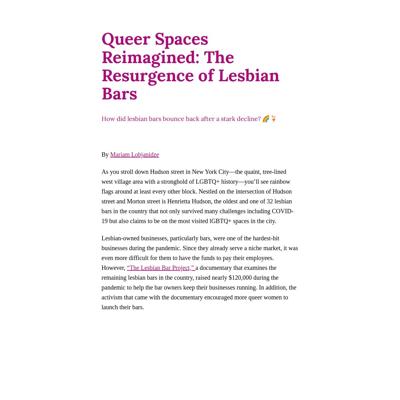 Queer Spaces
Reimagined: The
Resurgence of Lesbian
Bars
How did lesbian bars bounce back after a stark decline? 🌈🍹
By Mariam Lobjanidze
As you stroll down Hudson street in New York City—the quaint, tree-lined
west village area with a stronghold of LGBTQ+ history—you'll see rainbow
flags around at least every other block. Nestled on the intersection of Hudson
street and Morton street is Henrietta Hudson, the oldest and one of 32 lesbian
bars in the country that not only survived many challenges including COVID-
19 but also claims to be on the most visited lGBTQ+ spaces in the city.
Lesbian-owned businesses, particularly bars, were one of the hardest-hit
businesses during the pandemic. Since they already serve a niche market, it was
even more difficult for them to have the funds to pay their employees.
However, "The Lesbian Bar Project," a documentary that examines the
remaining lesbian bars in the country, raised nearly $120,000 during the
pandemic to help the bar owners keep their businesses running. In addition, the
activism that came with the documentary encouraged more queer women to
launch their bars.